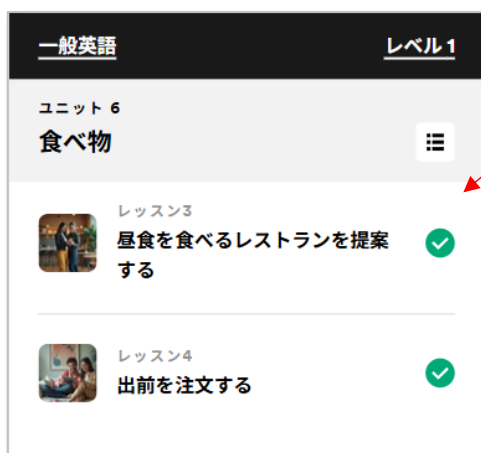 一般英語 レベル1
ユニット 6
食べ物
レッスン3
昼食を食べるレストランを提案
する
レッスン4
出前を注文する